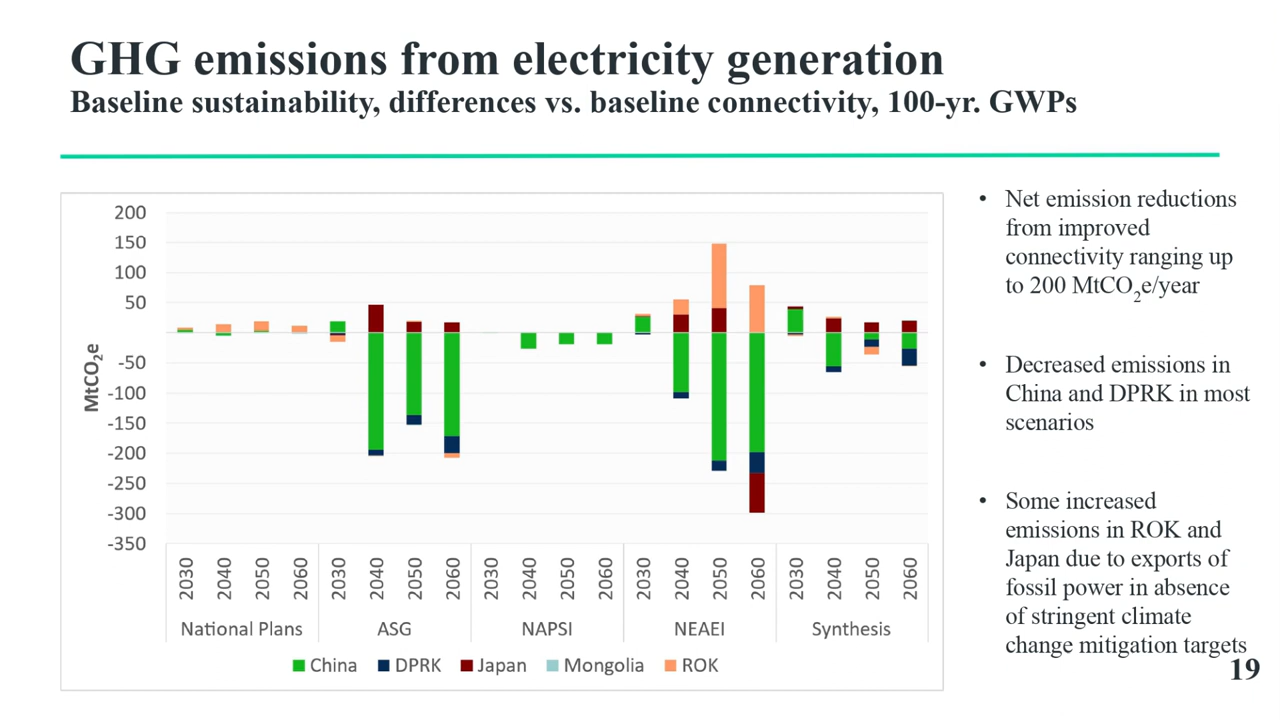 GHG emissions from electricity generation
Baseline sustainability, differences vs. baseline connectivity, 100-yr. GWPs
200
150
100
50
-50
-100
-150
-200
-250
-300
-350
MtCO2e
2030 2040 2050 2060 2030 2040 2050 2060 2030 2040 2050 2060 2030 2040 2050 2060 2030 2040 2050 2060
National Plans ASG NAPSI NEAEI Synthesis
China DPRK Japan Mongolia ROK
• Net emission reductions
from improved
connectivity ranging up
to 200 MtCO2e/year
• Decreased emissions in
China and DPRK in most
scenarios
• Some increased
emissions in ROK and
Japan due to exports of
fossil power in absence
of stringent climate
change mitigation targets
19